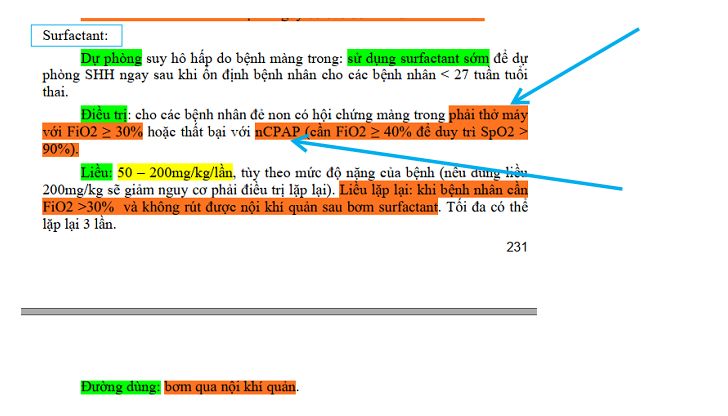 Surfactant:
Dự phòng suy hô hấp do bệnh màng trong: sử dụng surfactant sớm để dự
phòng SHH ngay sau khi ổn định bệnh nhân cho các bệnh nhân < 27 tuần tuổi
thai.
Điều trị: cho các bệnh nhân đẻ non có hội chứng màng trong phải thở máy
với FiO2 ≥ 30% hoặc thất bại với nCPAP (cần FiO2 ≥ 40% để duy trì SpO2 >
90%).
Liều: 50 – 200mg/kg/lần, tùy theo mức độ nặng của bệnh (nếu dùng liều
200mg/kg sẽ giảm nguy cơ phải điều trị lặp lại). Liều lặp lại: khi bệnh nhân cần
FiO2 >30% và không rút được nội khí quản sau bơm surfactant. Tối đa có thể
lặp lại 3 lần.
231
Đường dùng: bơm qua nội khí quản.